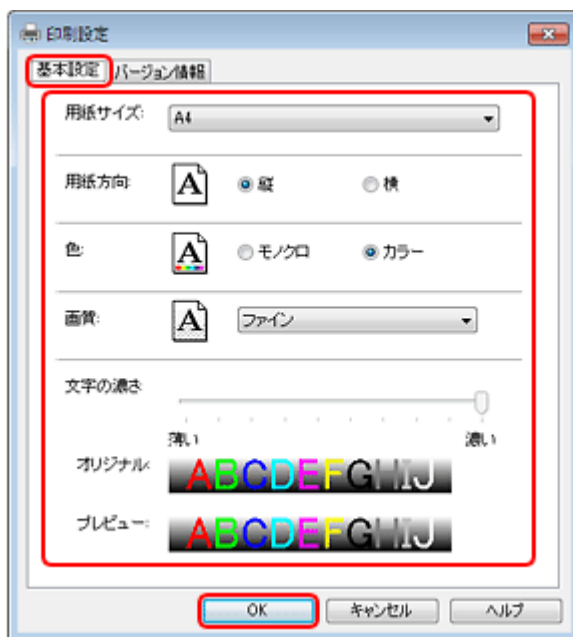 印刷設定
基本設定 バージョン情報
用紙サイズ: A4
用紙方向: A 縦 横
色: A モノクロ カラー
画質: A ファイン
文字の濃さ
薄い 濃い
オリジナル: ABCDEFGHIJ
プレビュー: ABCDEFGHIJ
OK キャンセル ヘルプ